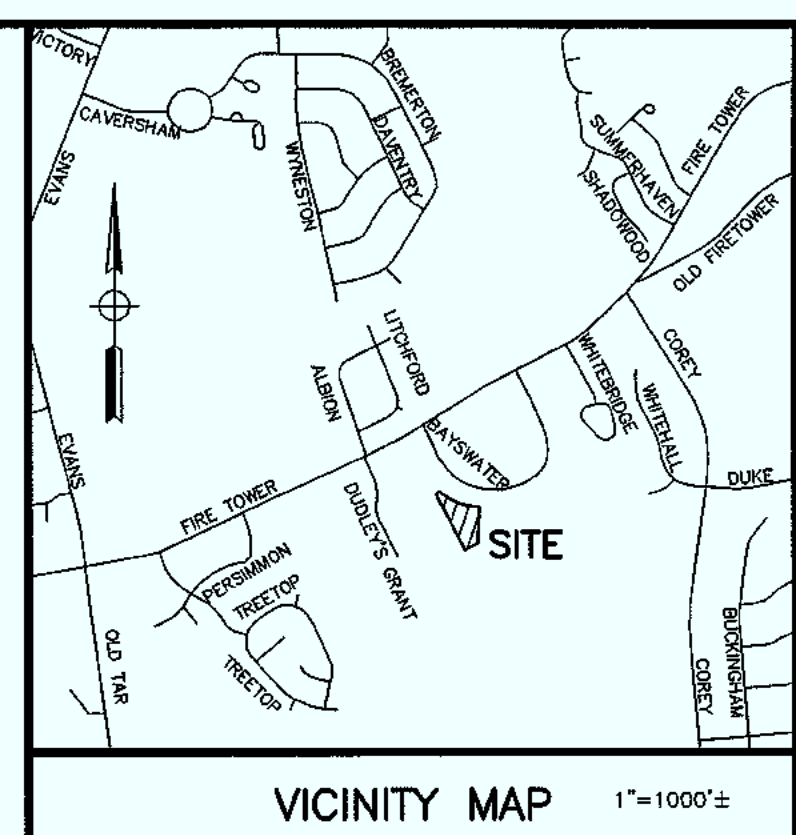 VICTORY
CAVERSHAM
EVANS
BREMERTON
DAVENTRY
WYNESTON
SUMMERHAVEN
SHADOWOOD
FIRE TOWER
OLD FIRETOWER
LITCHFORD
ALBION
COREY
WHITEBRIDGE
WHITEHALL
BAYSWATER
EVANS
DUKE
FIRE TOWER
DUDLEY'S GRANT
SITE
PERSIMMON
TREETOP
TREETOP
OLD TAR
BUCKINGHAM
COREY
VICINITY MAP 1"=1000'±